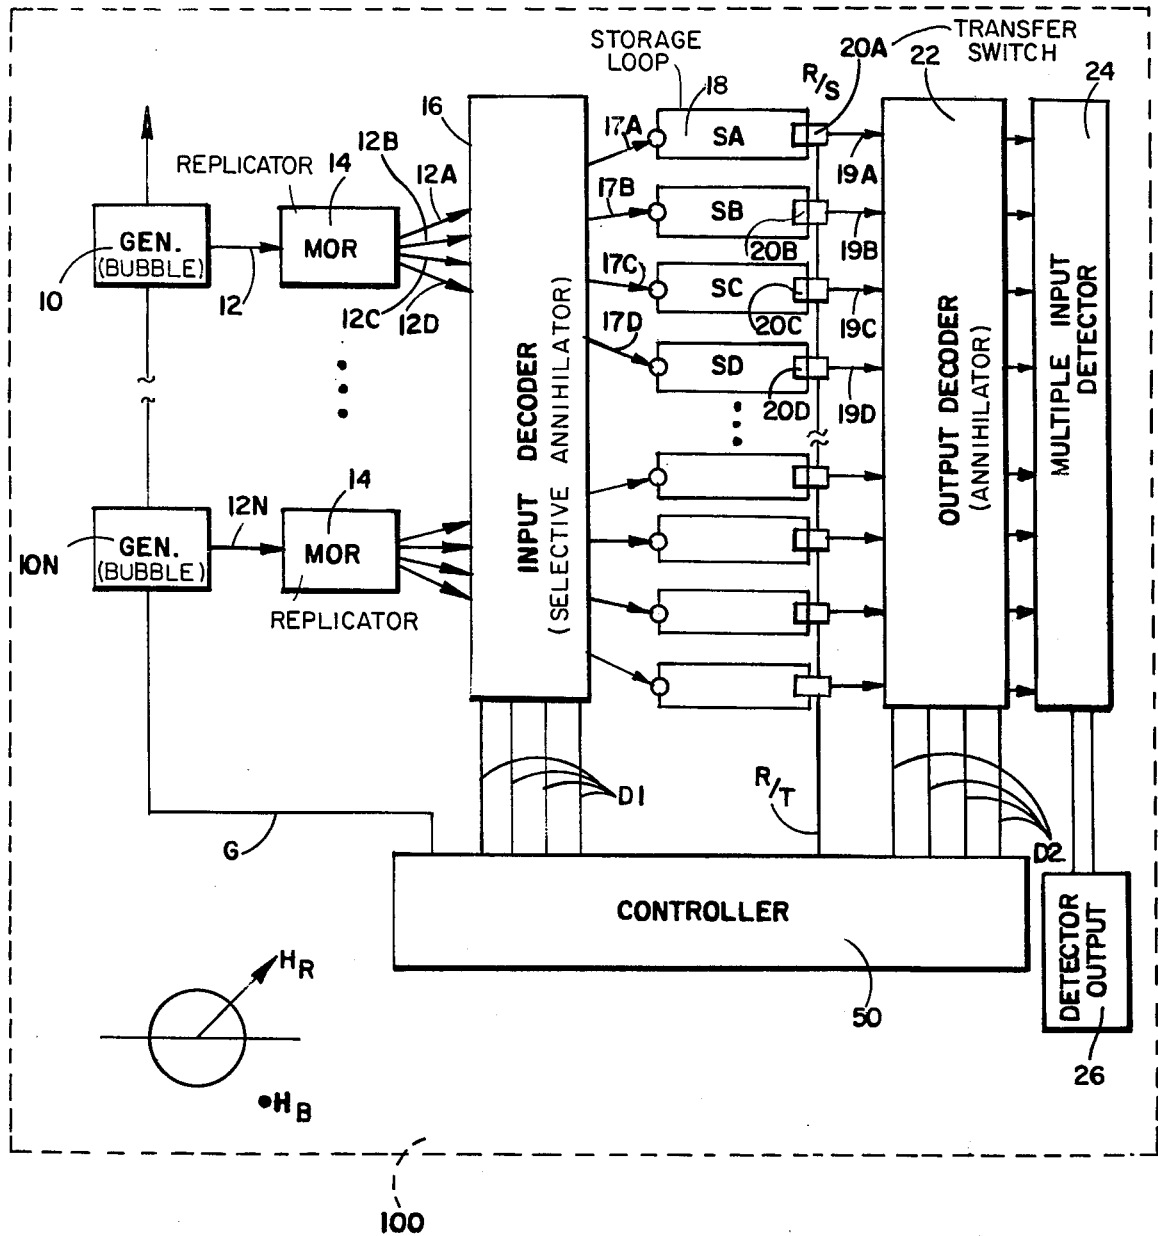 TRANSFER
SWITCH
20A
STORAGE
LOOP
R/S
22
24
18
16
17A
SA
12B
REPLICATOR
14
12A
19A
GEN.
(BUBBLE)
MOR
17B
SB
10
12
20B
19B
12C
12D
17C
SC
20C
19C
17D
SD
20D
19D
INPUT DECODER
(SELECTIVE ANNIHILATOR)
OUTPUT DECODER
(ANNIHILATOR)
MULTIPLE INPUT
DETECTOR
12N
14
GEN.
(BUBBLE)
MOR
10N
REPLICATOR
D1
R/T
G
D2
CONTROLLER
DETECTOR
OUTPUT
50
26
HR
HB
100